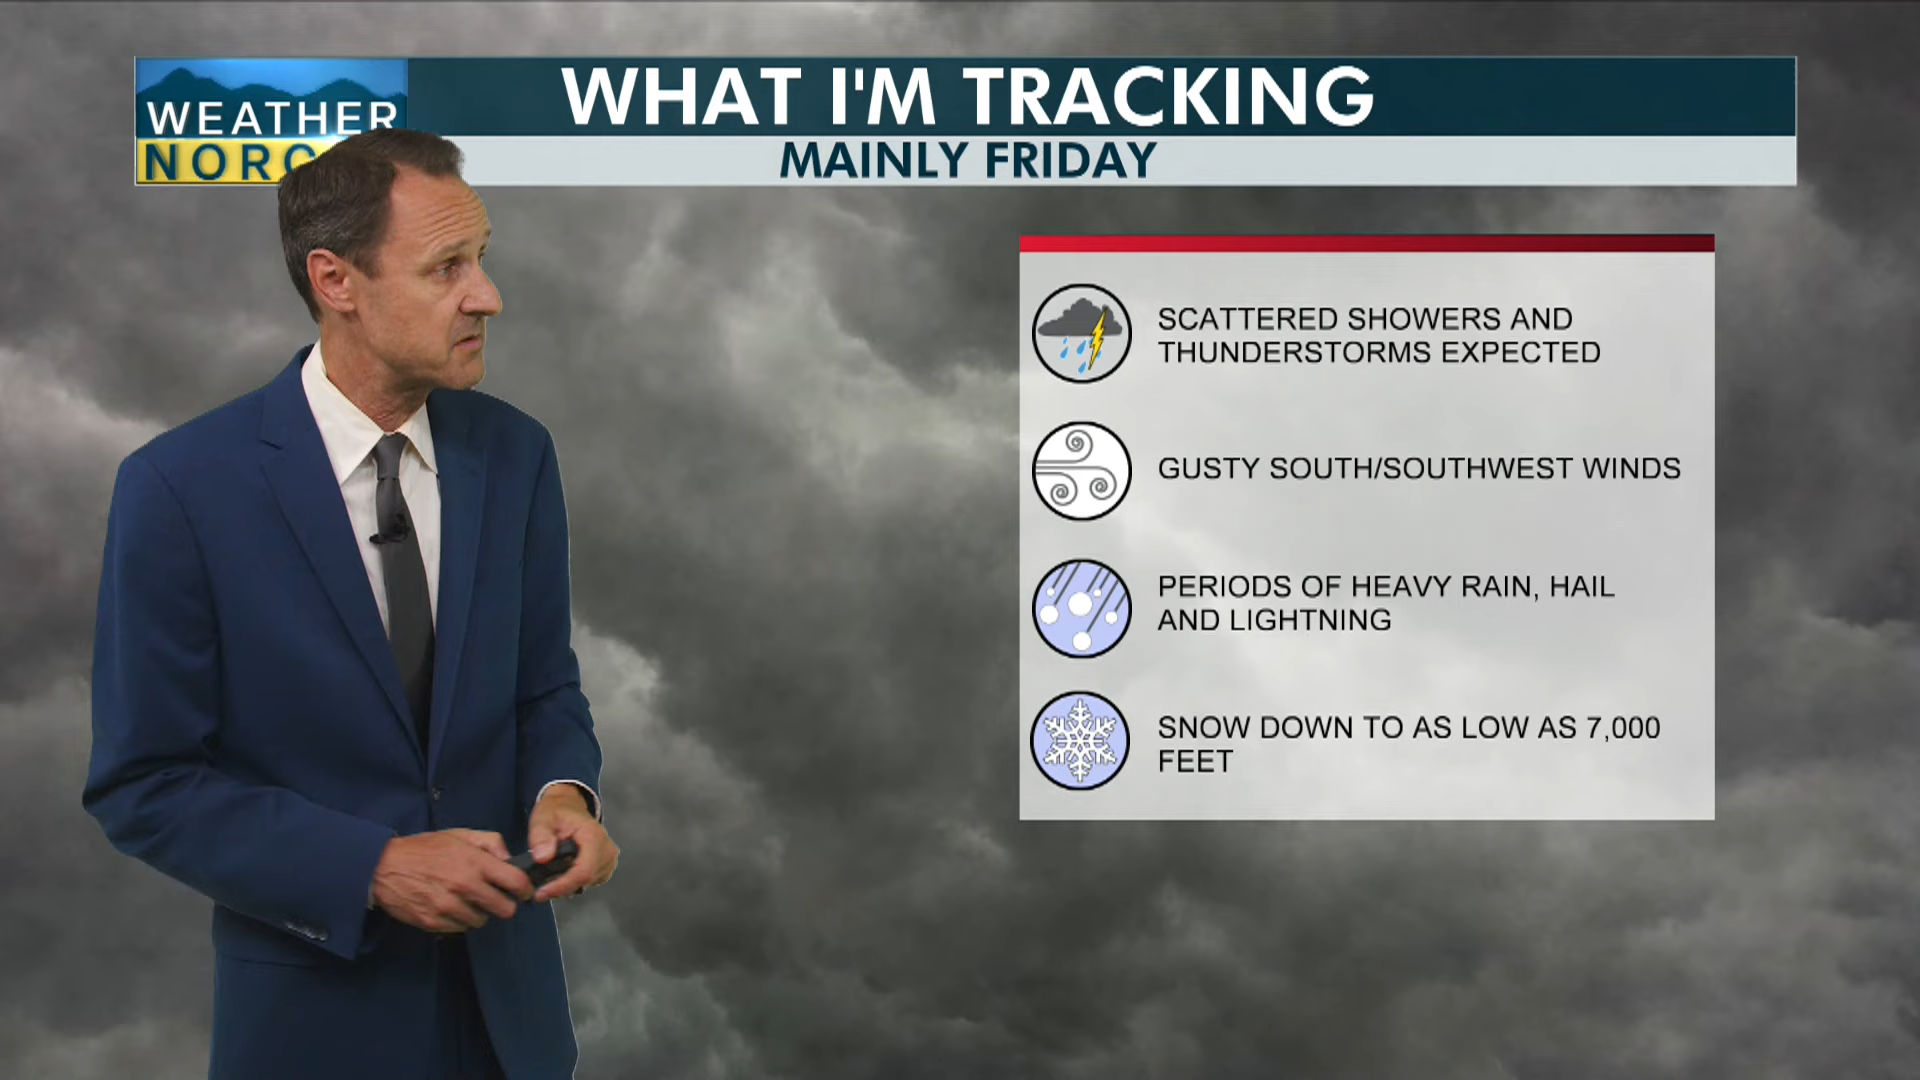 WEATHER
NORC
WHAT I'M TRACKING
MAINLY FRIDAY
SCATTERED SHOWERS AND
THUNDERSTORMS EXPECTED
GUSTY SOUTH/SOUTHWEST WINDS
PERIODS OF HEAVY RAIN, HAIL
AND LIGHTNING
SNOW DOWN TO AS LOW AS 7,000
FEET